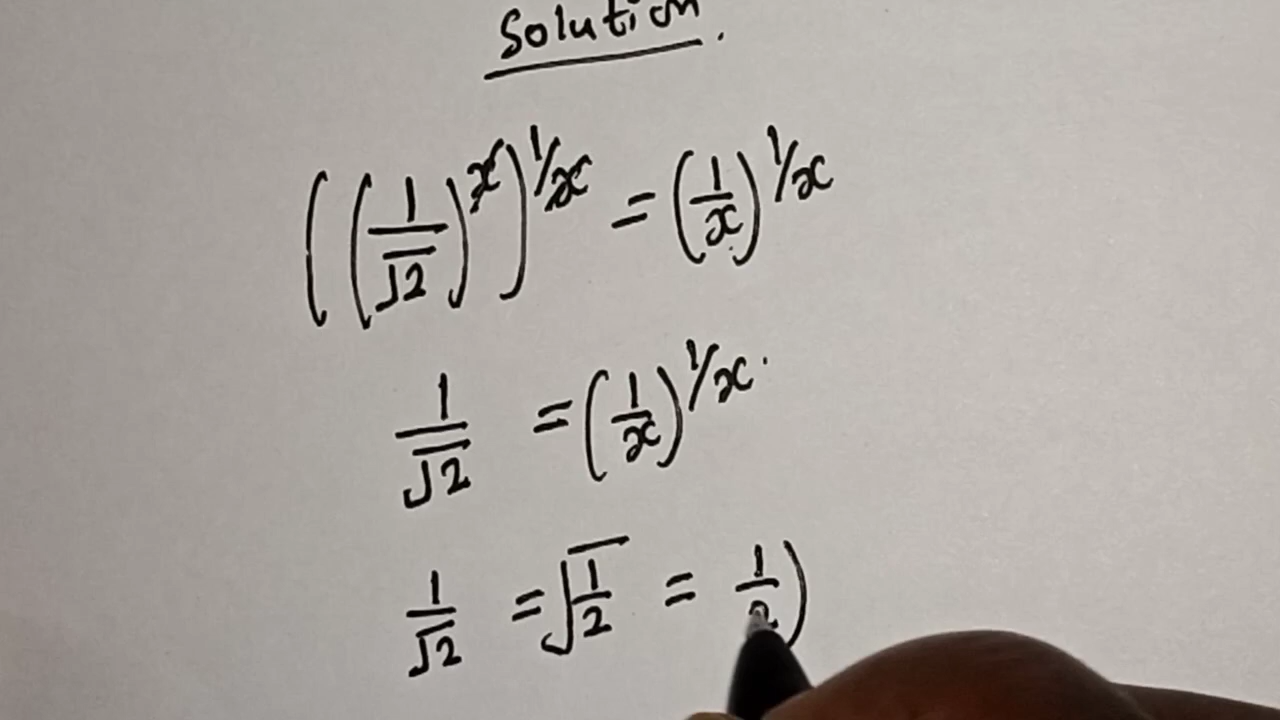 Solution.
((1/√2)^x)^1/x = (1/x)^1/x
1/√2 = (1/x)^1/x.
1/√2 = √1/2 = 1/2)